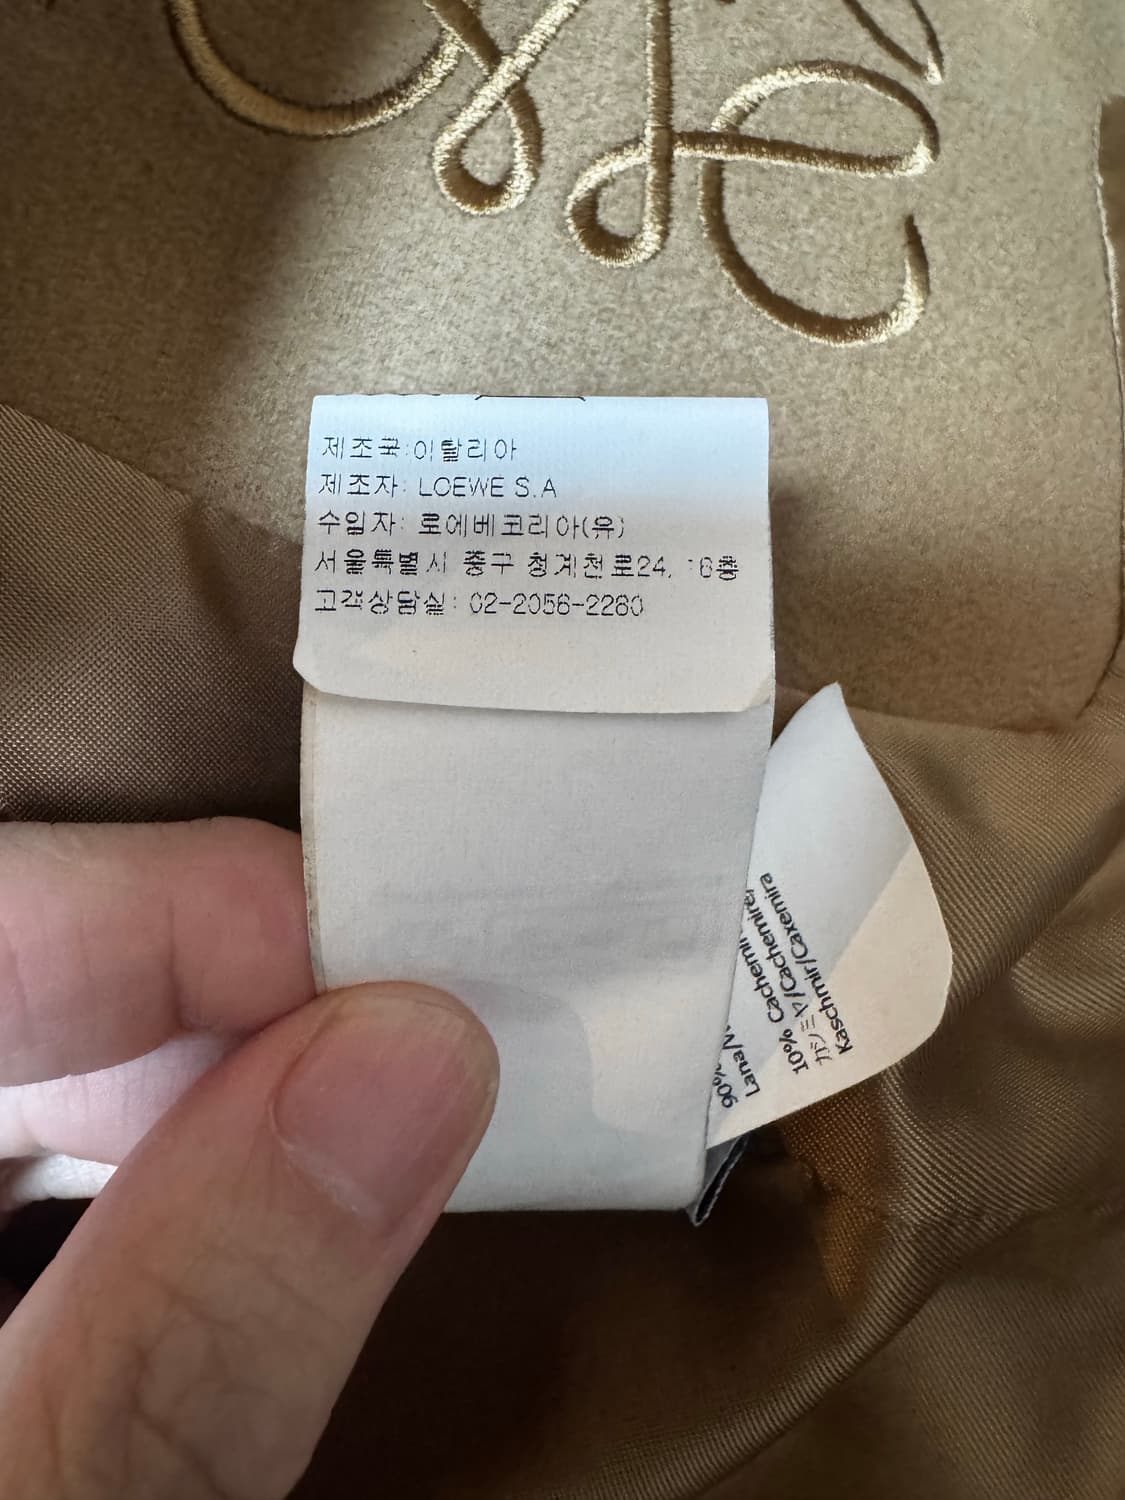 제조국:이탈리아
제조자: LOEWE S.A
수입자: 로에베코리아(유)
서울특별시 중구 청계천로24, 16층
고객상담실: 02-2056-2280
90%
Lana/
10% Cachemir
カシミヤ/Cachemire
Kaschmir/Caxemira